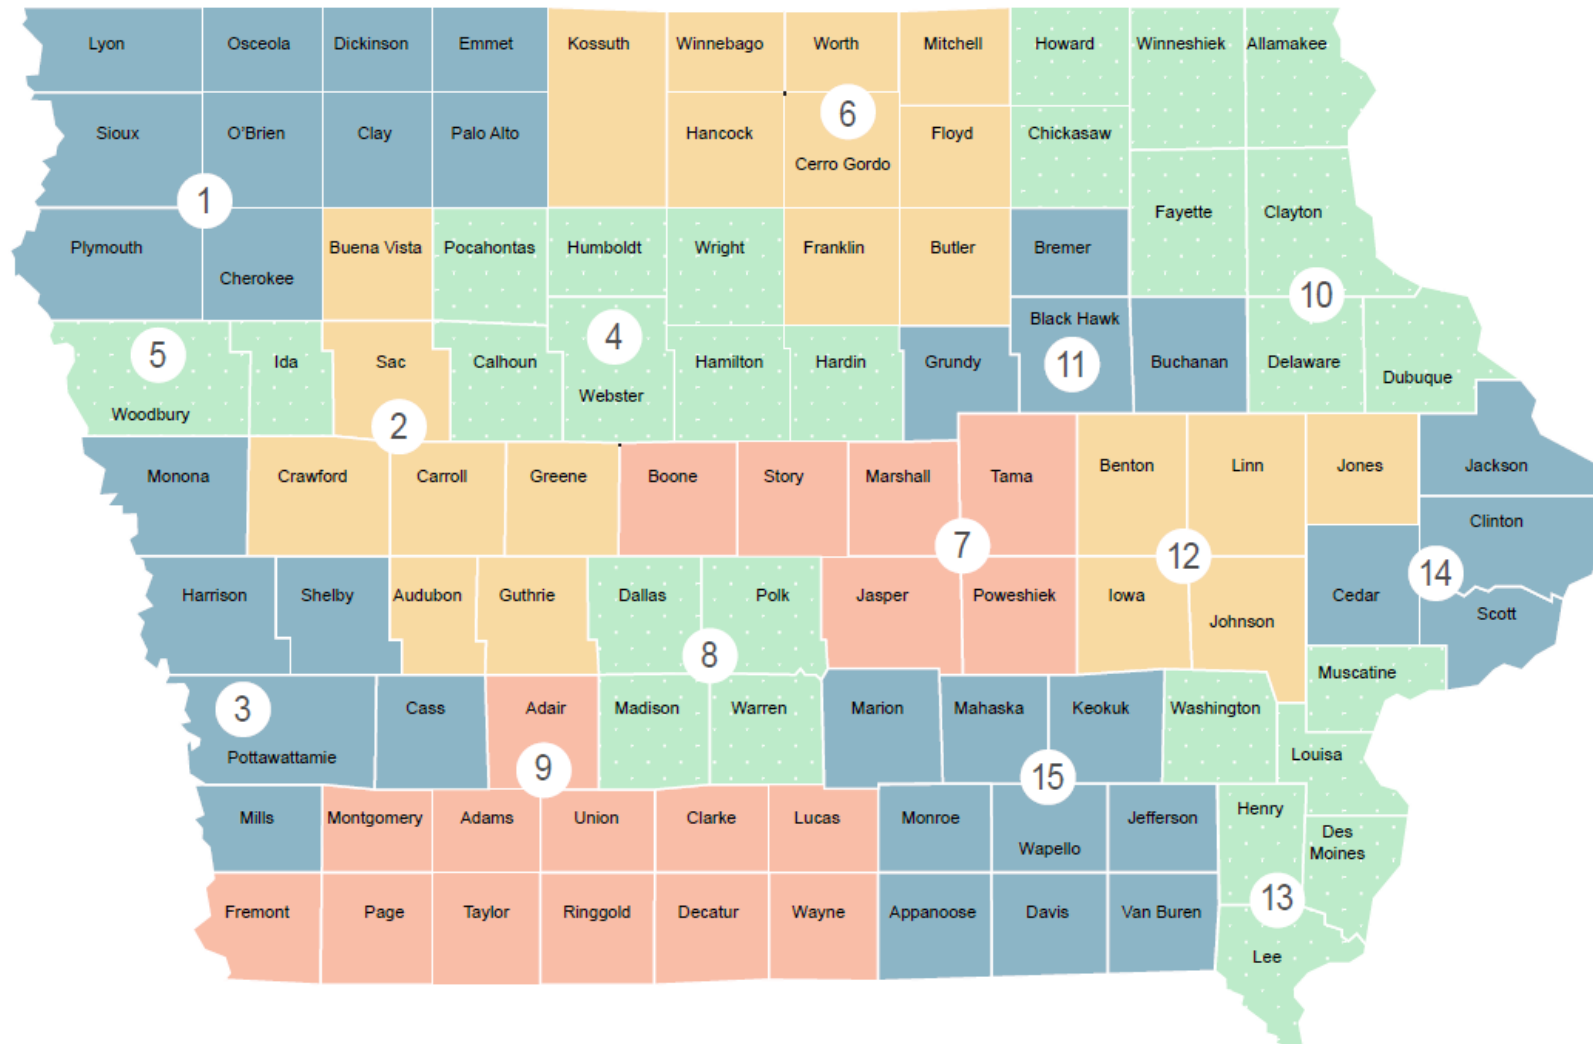 Lyon
Osceola
Dickinson
Emmet
Kossuth
Winnebago
Worth
Mitchell
Howard
Winneshiek
Allamakee
Sioux
O'Brien
Clay
Palo Alto
Hancock
6
Cerro Gordo
Floyd
Chickasaw
1
Fayette
Clayton
Plymouth
Cherokee
Buena Vista
Pocahontas
Humboldt
Wright
Franklin
Butler
Bremer
10
5
Woodbury
Ida
Sac
Calhoun
4
Webster
Hamilton
Hardin
Grundy
Black Hawk
11
Buchanan
Delaware
Dubuque
2
Monona
Crawford
Carroll
Greene
Boone
Story
Marshall
Tama
Benton
Linn
Jones
Jackson
Clinton
7
12
14
Harrison
Shelby
Audubon
Guthrie
Dallas
Polk
Jasper
Poweshiek
Iowa
Johnson
Cedar
Scott
8
Muscatine
3
Pottawattamie
Cass
Adair
Madison
Warren
Marion
Mahaska
Keokuk
Washington
Louisa
9
15
Mills
Montgomery
Adams
Union
Clarke
Lucas
Monroe
Wapello
Jefferson
Henry
Des
Moines
13
Fremont
Page
Taylor
Ringgold
Decatur
Wayne
Appanoose
Davis
Van Buren
Lee